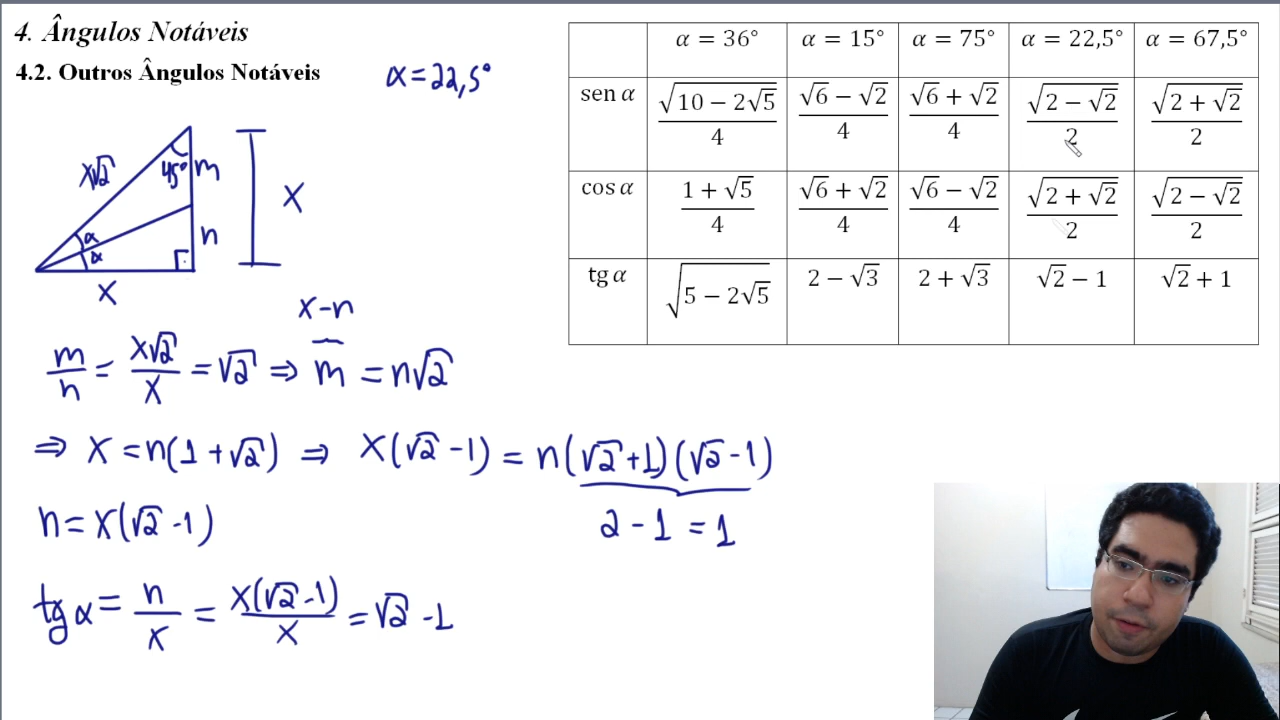 4. Ângulos Notáveis
4.2. Outros Ângulos Notáveis
α=22,5°
x√2
45°
m
x
α
α
n
x
x-n
m/n = x√2/x = √2 ⇒ m = n√2
⇒ x = n(1+√2) ⇒ x(√2-1) = n(√2+1)(√2-1)
n = x(√2-1)
2-1 = 1
tg α = n/x = x(√2-1)/x = √2-1
α = 36° α = 15° α = 75° α = 22,5° α = 67,5°
sen α √(10 − 2√5)/4 (√6 − √2)/4 (√6 + √2)/4 √(2 − √2)/2 √(2 + √2)/2
cos α (1 + √5)/4 (√6 + √2)/4 (√6 − √2)/4 √(2 + √2)/2 √(2 − √2)/2
tg α √(5 − 2√5) 2 − √3 2 + √3 √2 − 1 √2 + 1